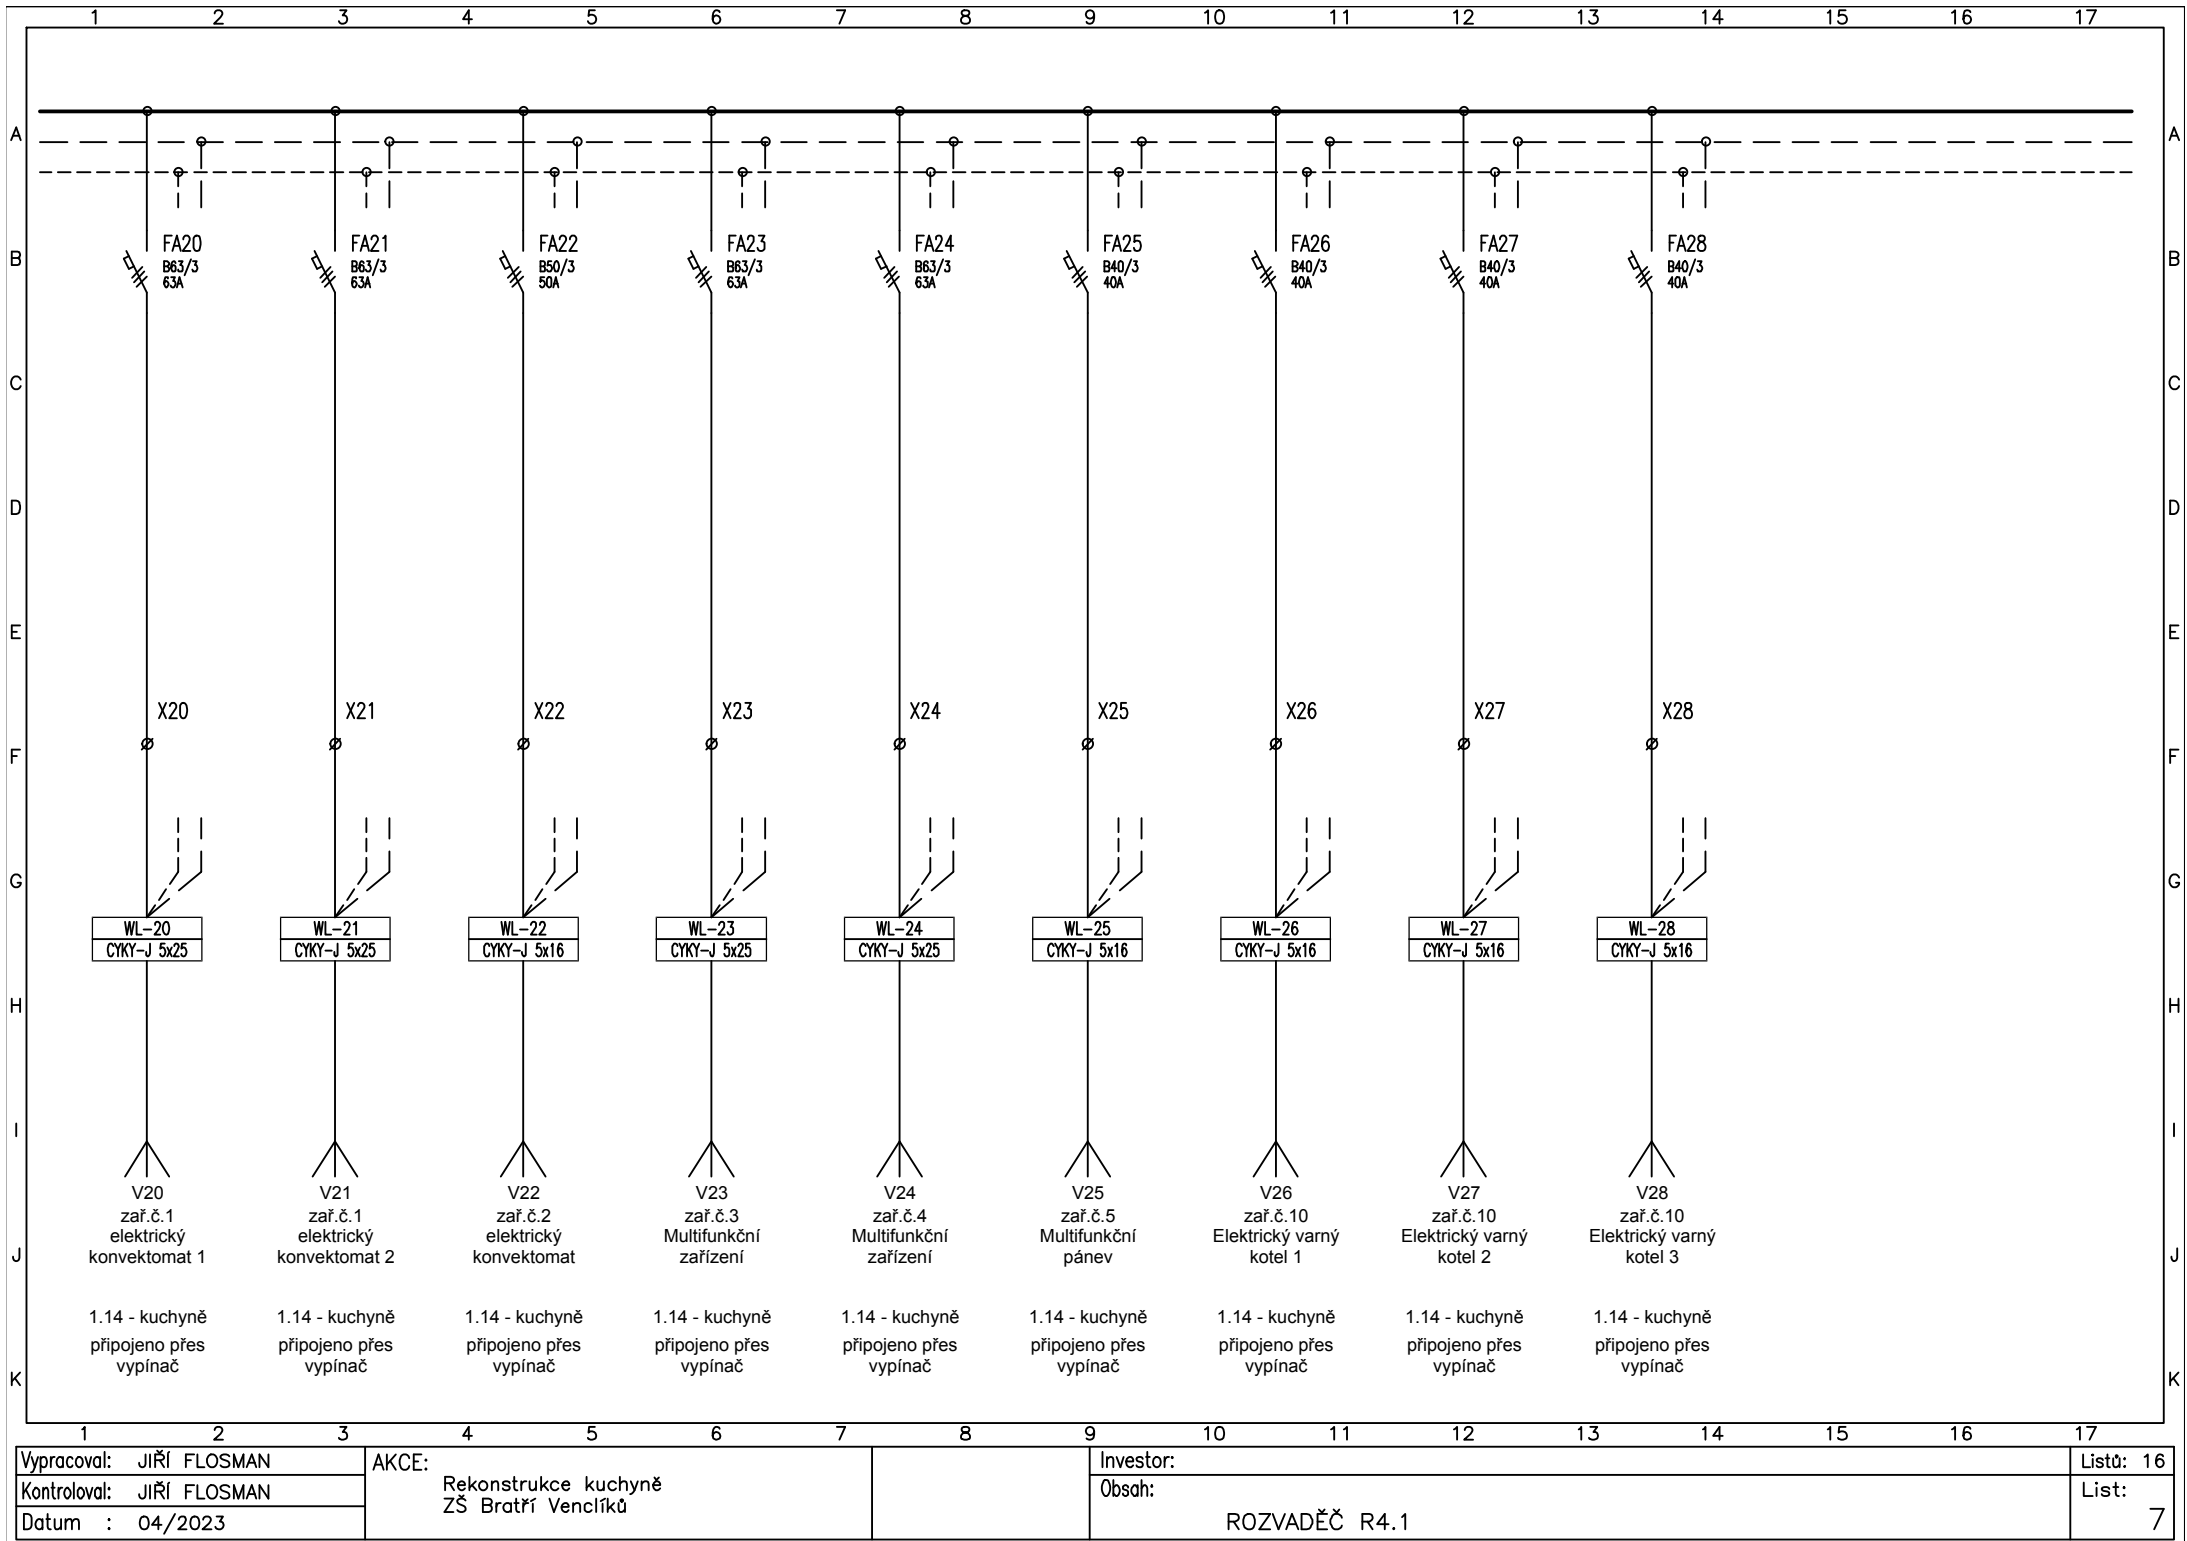 1 2 3 4 5 6 7 8 9 10 11 12 13 14 15 16 17
A A
FA20 FA21 FA22 FA23 FA24 FA25 FA26 FA27 FA28
B B63/3 B63/3 B50/3 B63/3 B63/3 B40/3 B40/3 B40/3 B40/3 B
63A 63A 50A 63A 63A 40A 40A 40A 40A
C C
D D
E E
X20 X21 X22 X23 X24 X25 X26 X27 X28
F F
G G
WL-20 WL-21 WL-22 WL-23 WL-24 WL-25 WL-26 WL-27 WL-28
CYKY-J 5x25 CYKY-J 5x25 CYKY-J 5x16 CYKY-J 5x25 CYKY-J 5x25 CYKY-J 5x16 CYKY-J 5x16 CYKY-J 5x16 CYKY-J 5x16
H H
I I
V20 V21 V22 V23 V24 V25 V26 V27 V28
zař.č.1 zař.č.1 zař.č.2 zař.č.3 zař.č.4 zař.č.5 zař.č.10 zař.č.10 zař.č.10
elektrický elektrický elektrický Multifunkční Multifunkční Multifunkční Elektrický varný Elektrický varný Elektrický varný
J konvektomat 1 konvektomat 2 konvektomat zařízení zařízení pánev kotel 1 kotel 2 kotel 3 J
1.14 - kuchyně 1.14 - kuchyně 1.14 - kuchyně 1.14 - kuchyně 1.14 - kuchyně 1.14 - kuchyně 1.14 - kuchyně 1.14 - kuchyně 1.14 - kuchyně
připojeno přes připojeno přes připojeno přes připojeno přes připojeno přes připojeno přes připojeno přes připojeno přes připojeno přes
vypínač vypínač vypínač vypínač vypínač vypínač vypínač vypínač vypínač
K K
1 2 3 4 5 6 7 8 9 10 11 12 13 14 15 16 17
Vypracoval: JIŘÍ FLOSMAN
Kontroloval: JIŘÍ FLOSMAN
Datum : 04/2023
AKCE:
Rekonstrukce kuchyně
ZŠ Bratří Venclíků
Investor:
Obsah:
ROZVADĚČ R4.1
Listů: 16
List:
7